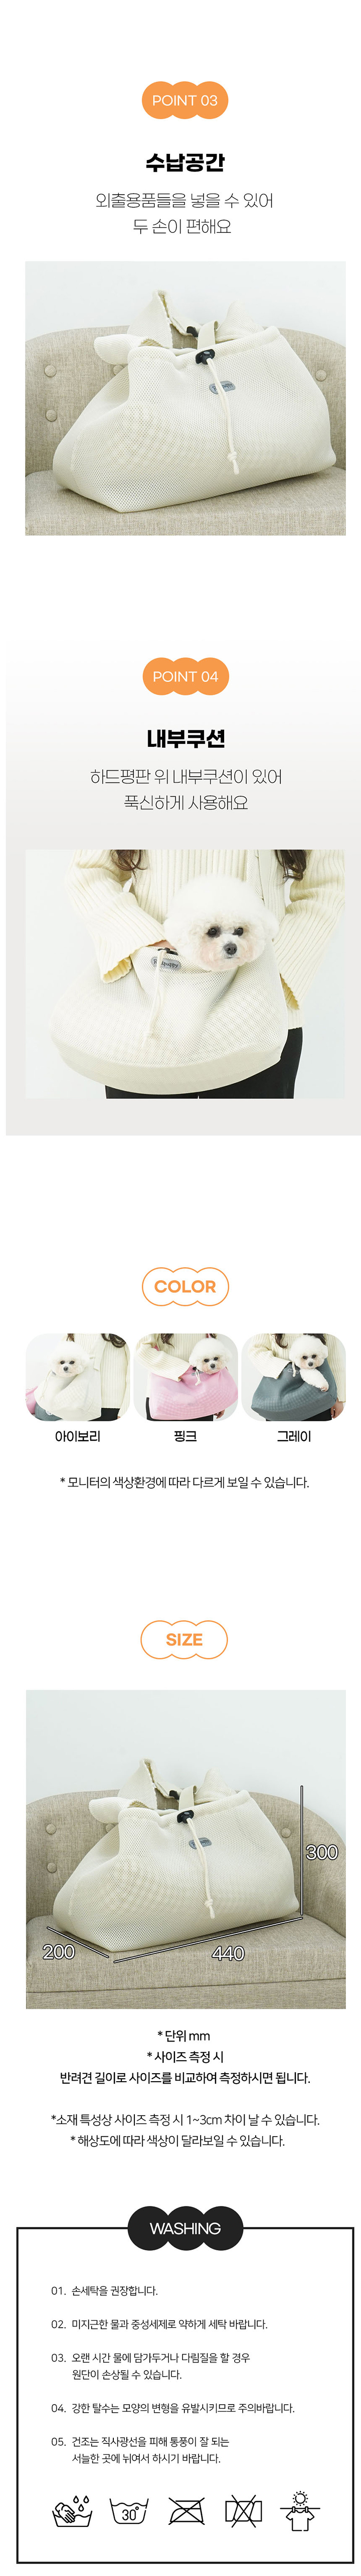 POINT 03
수납공간
외출용품들을 넣을 수 있어
두 손이 편해요
POINT 04
내부쿠션
하드평판 위 내부쿠션이 있어
푹신하게 사용해요
COLOR
아이보리
핑크
그레이
* 모니터의 색상환경에 따라 다르게 보일 수 있습니다.
SIZE
300
200
440
* 단위 mm
* 사이즈 측정 시
반려견 길이로 사이즈를 비교하여 측정하시면 됩니다.
*소재 특성상 사이즈 측정 시 1~3cm 차이 날 수 있습니다.
* 해상도에 따라 색상이 달라보일 수 있습니다.
WASHING
01. 손세탁을 권장합니다.
02. 미지근한 물과 중성세제로 약하게 세탁 바랍니다.
03. 오랜 시간 물에 담가두거나 다림질을 할 경우
원단이 손상될 수 있습니다.
04. 강한 탈수는 모양의 변형을 유발시키므로 주의바랍니다.
05. 건조는 직사광선을 피해 통풍이 잘 되는
서늘한 곳에 뉘여서 하시기 바랍니다.
30°